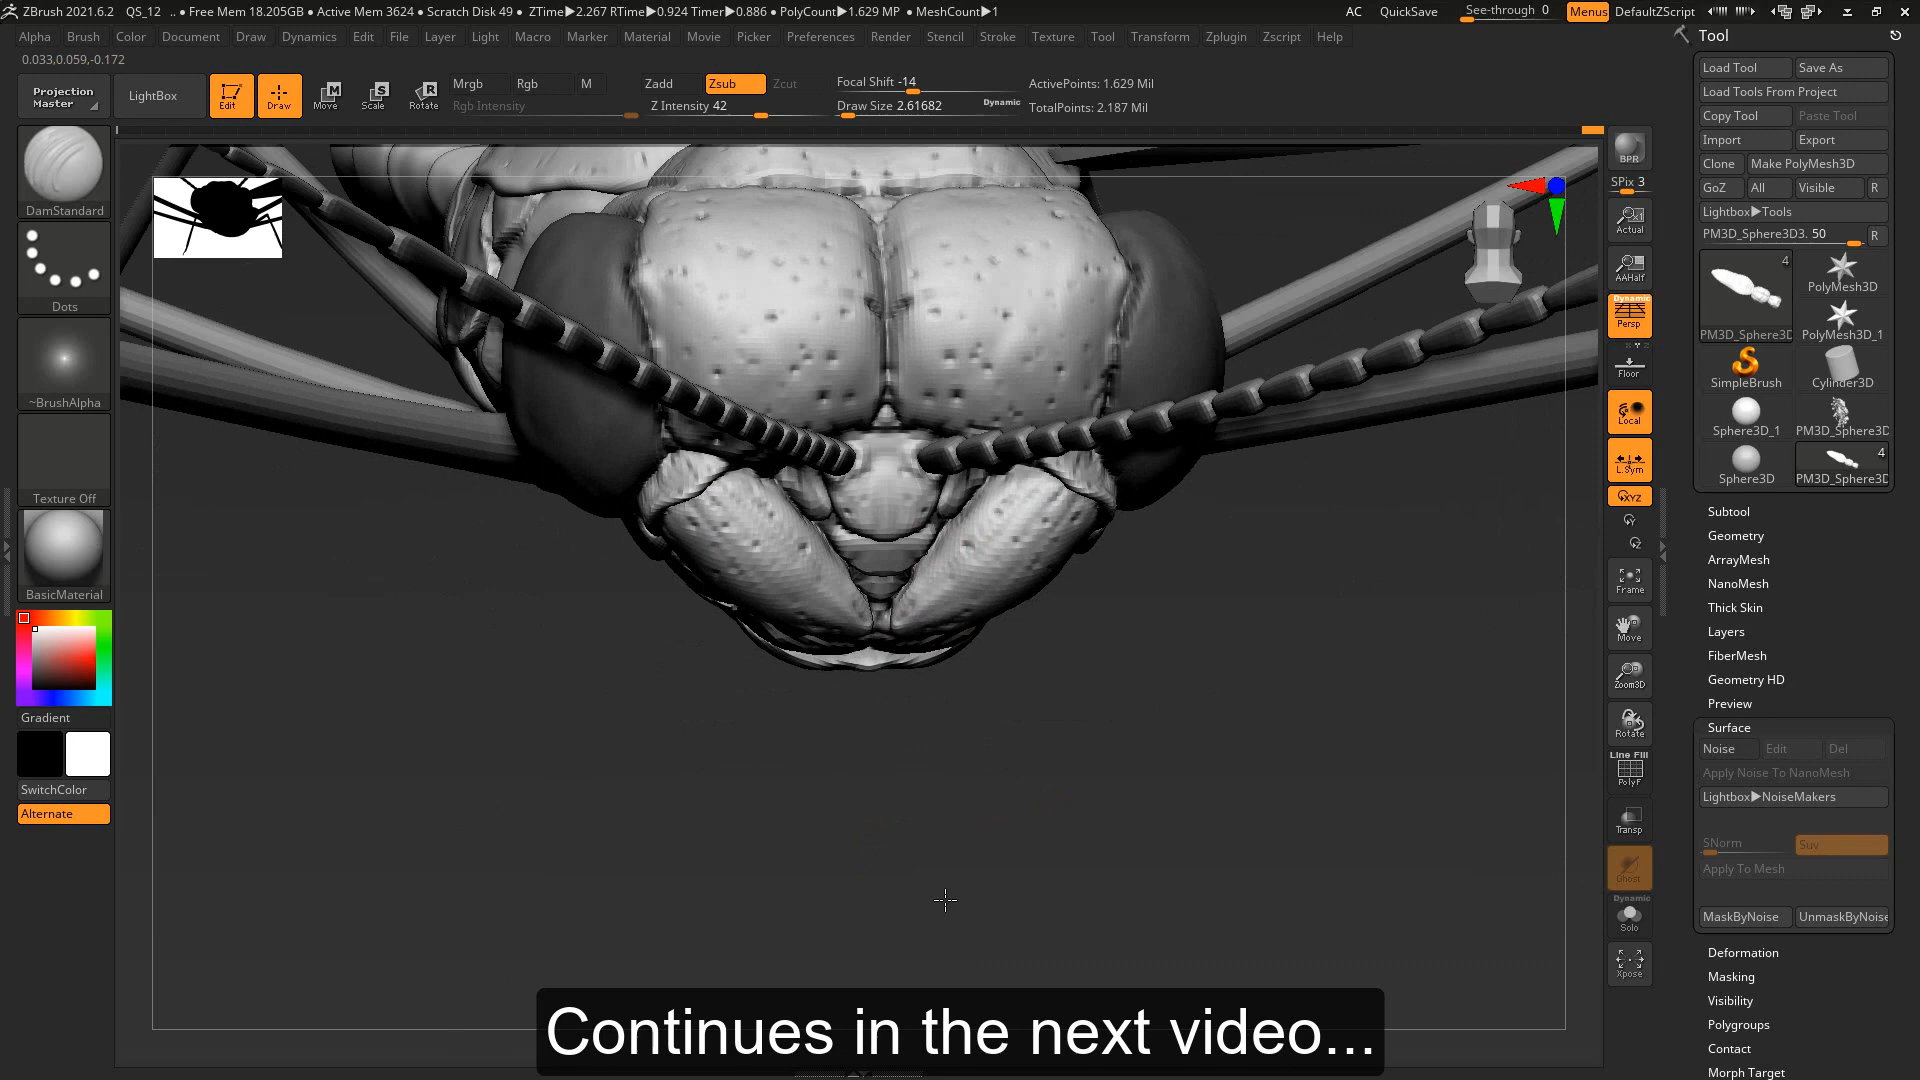 ZBrush 2021.6.2 QS_12 .. • Free Mem 18.205GB • Active Mem 3624 • Scratch Disk 49 • ZTime▶2.267 RTime▶0.924 Timer▶0.886 • PolyCount▶1.629 MP • MeshCount▶1 AC QuickSave See-through 0 Menus DefaultZScript
Alpha Brush Color Document Draw Dynamics Edit File Layer Light Macro Marker Material Movie Picker Preferences Render Stencil Stroke Texture Tool Transform Zplugin Zscript Help
0.033,0.059,-0.172
Projection Master
LightBox
Edit
Draw
Move
Scale
Rotate
Mrgb Rgb M
Rgb Intensity
Zadd Zsub Zcut
Z Intensity 42
Focal Shift -14
Draw Size 2.61682
Dynamic
ActivePoints: 1.629 Mil
TotalPoints: 2.187 Mil
DamStandard
Dots
~BrushAlpha
Texture Off
BasicMaterial
Gradient
SwitchColor
Alternate
BPR
SPix 3
Actual
AAHalf
Dynamic
Persp
Floor
Local
L.Sym
XYZ
Frame
Move
Zoom3D
Rotate
Line Fill
PolyF
Transp
Ghost
Dynamic
Solo
Xpose
Tool
Load Tool Save As
Load Tools From Project
Copy Tool Paste Tool
Import Export
Clone Make PolyMesh3D
GoZ All Visible R
Lightbox▶Tools
PM3D_Sphere3D3. 50 R
4
PM3D_Sphere3D PolyMesh3D
PolyMesh3D_1
SimpleBrush Cylinder3D
Sphere3D_1 PM3D_Sphere3D
4
Sphere3D PM3D_Sphere3D
Subtool
Geometry
ArrayMesh
NanoMesh
Thick Skin
Layers
FiberMesh
Geometry HD
Preview
Surface
Noise Edit Del
Apply Noise To NanoMesh
Lightbox▶NoiseMakers
SNorm Suv
Apply To Mesh
MaskByNoise UnmaskByNoise
Deformation
Masking
Visibility
Polygroups
Contact
Morph Target
Continues in the next video...